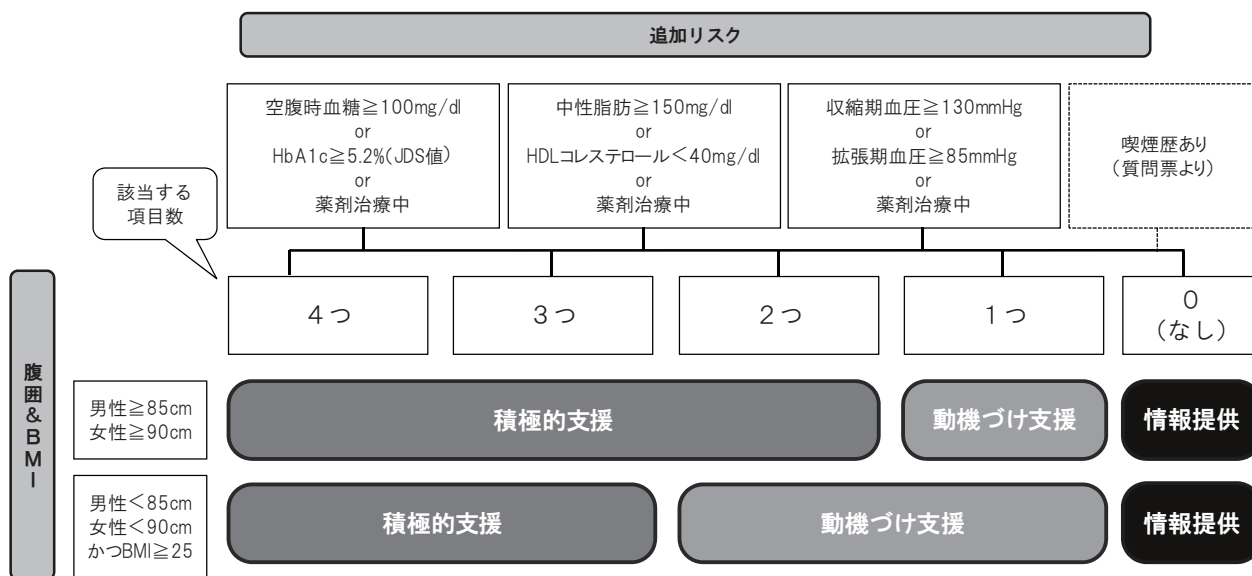 追加リスク
空腹時血糖≧100mg/dl
or
HbA1c≧5.2%(JDS値)
or
薬剤治療中
中性脂肪≧150mg/dl
or
HDLコレステロール<40mg/dl
or
薬剤治療中
収縮期血圧≧130mmHg
or
拡張期血圧≧85mmHg
or
薬剤治療中
喫煙歴あり
(質問票より)
該当する
項目数
4つ
3つ
2つ
1つ
0
(なし)
腹囲&BMI
男性≧85cm
女性≧90cm
積極的支援
動機づけ支援
情報提供
男性<85cm
女性<90cm
かつBMI≧25
積極的支援
動機づけ支援
情報提供